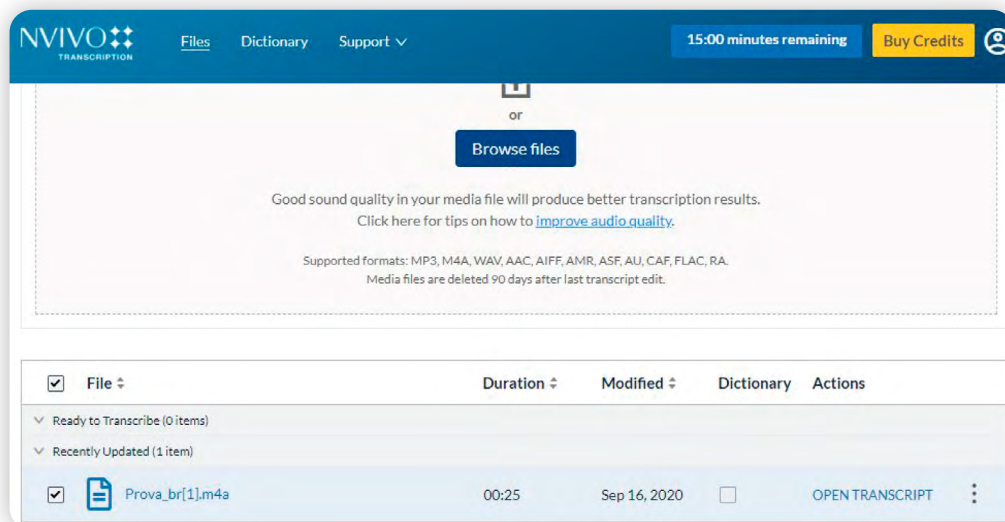 NVIVO
TRANSCRIPTION
Files Dictionary Support 15:00 minutes remaining Buy Credits
or
Browse files
Good sound quality in your media file will produce better transcription results.
Click here for tips on how to improve audio quality.
Supported formats: MP3, M4A, WAV, AAC, AIFF, AMR, ASF, AU, CAF, FLAC, RA.
Media files are deleted 90 days after last transcript edit.
File Duration Modified Dictionary Actions
Ready to Transcribe (0 items)
Recently Updated (1 item)
Prova_br[1].m4a 00:25 Sep 16, 2020 OPEN TRANSCRIPT